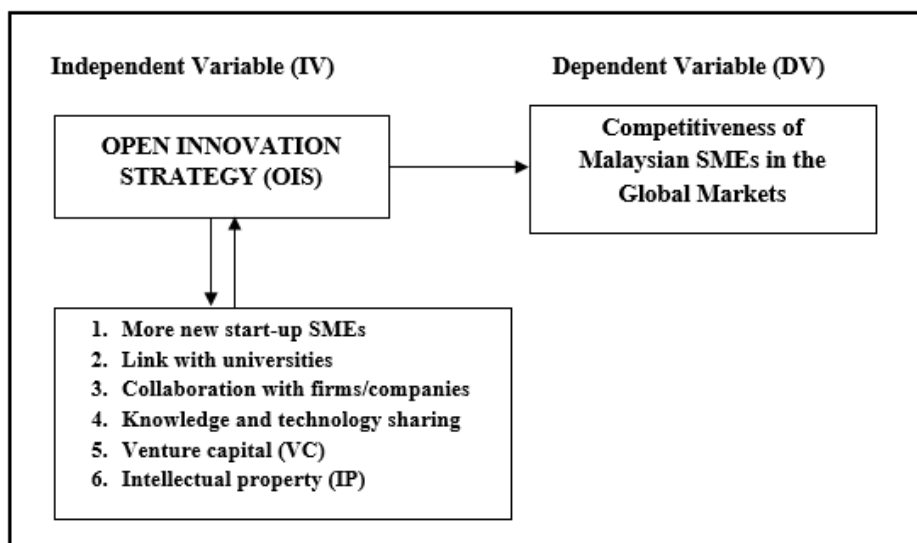 Independent Variable (IV)
Dependent Variable (DV)
OPEN INNOVATION
STRATEGY (OIS)
Competitiveness of
Malaysian SMEs in the
Global Markets
1. More new start-up SMEs
2. Link with universities
3. Collaboration with firms/companies
4. Knowledge and technology sharing
5. Venture capital (VC)
6. Intellectual property (IP)